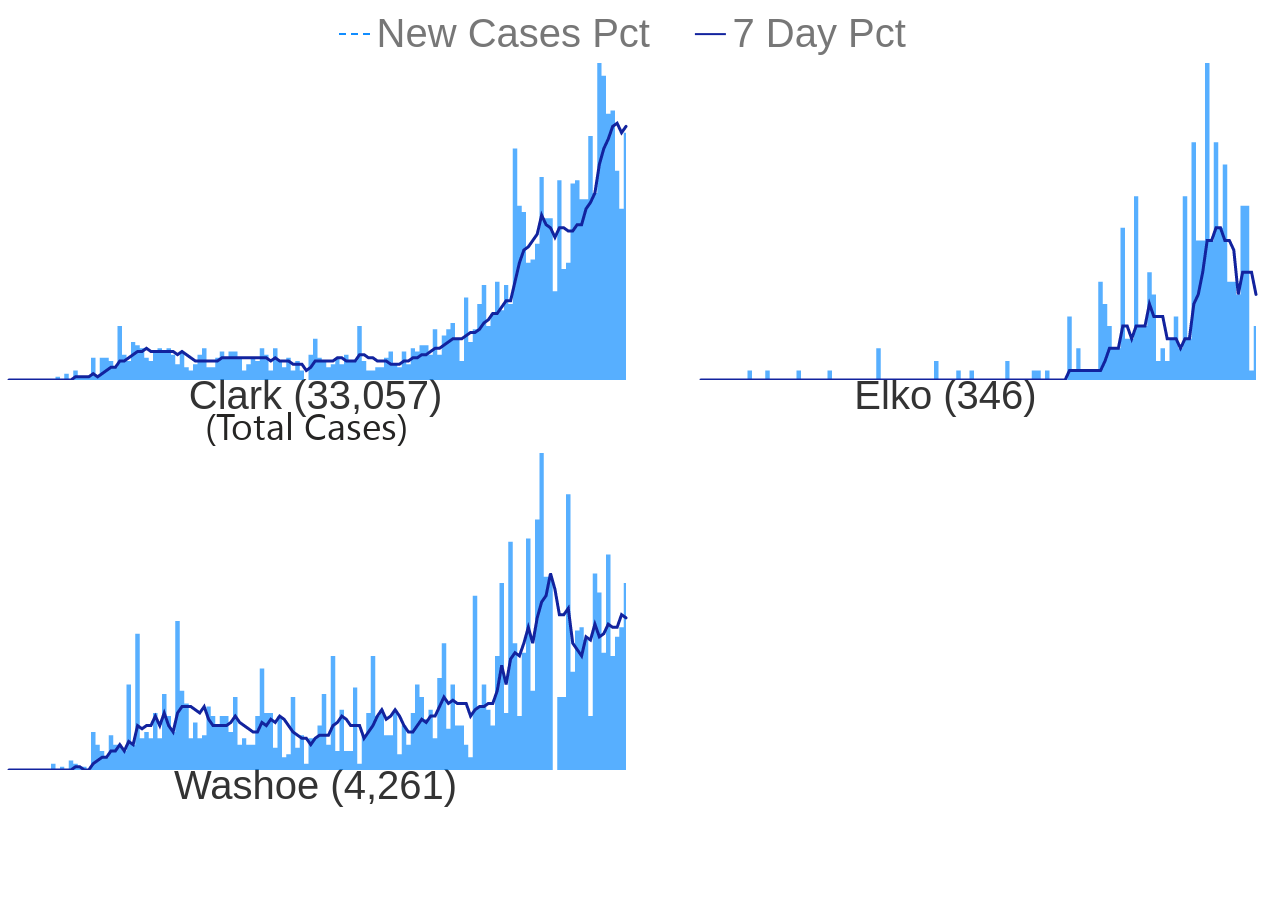 New Cases Pct 7 Day Pct
Clark (33,057) Elko (346)
(Total Cases)
Washoe (4,261)